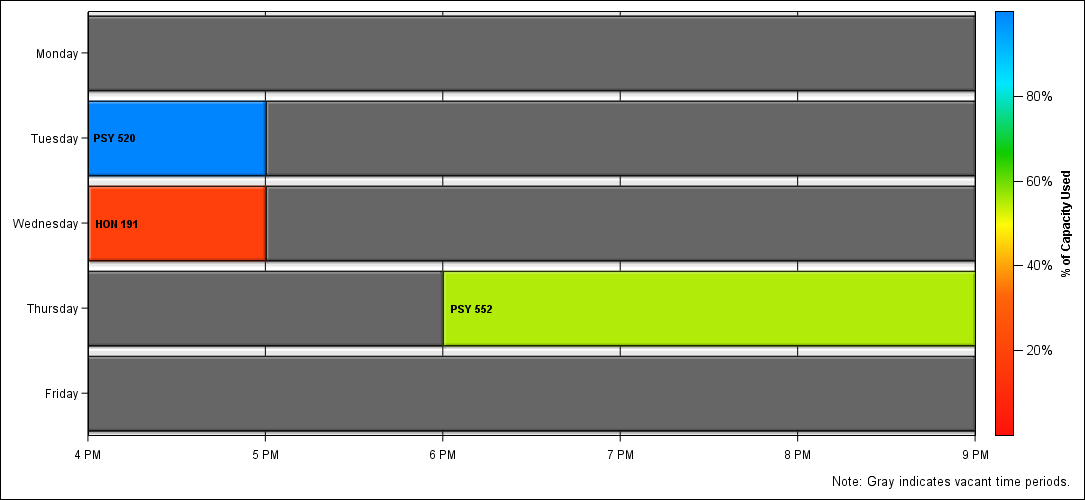 Monday
Tuesday
PSY 520
Wednesday
HON 191
Thursday
PSY 552
Friday
4 PM 5 PM 6 PM 7 PM 8 PM 9 PM
80%
60%
40%
20%
% of Capacity Used
Note: Gray indicates vacant time periods.